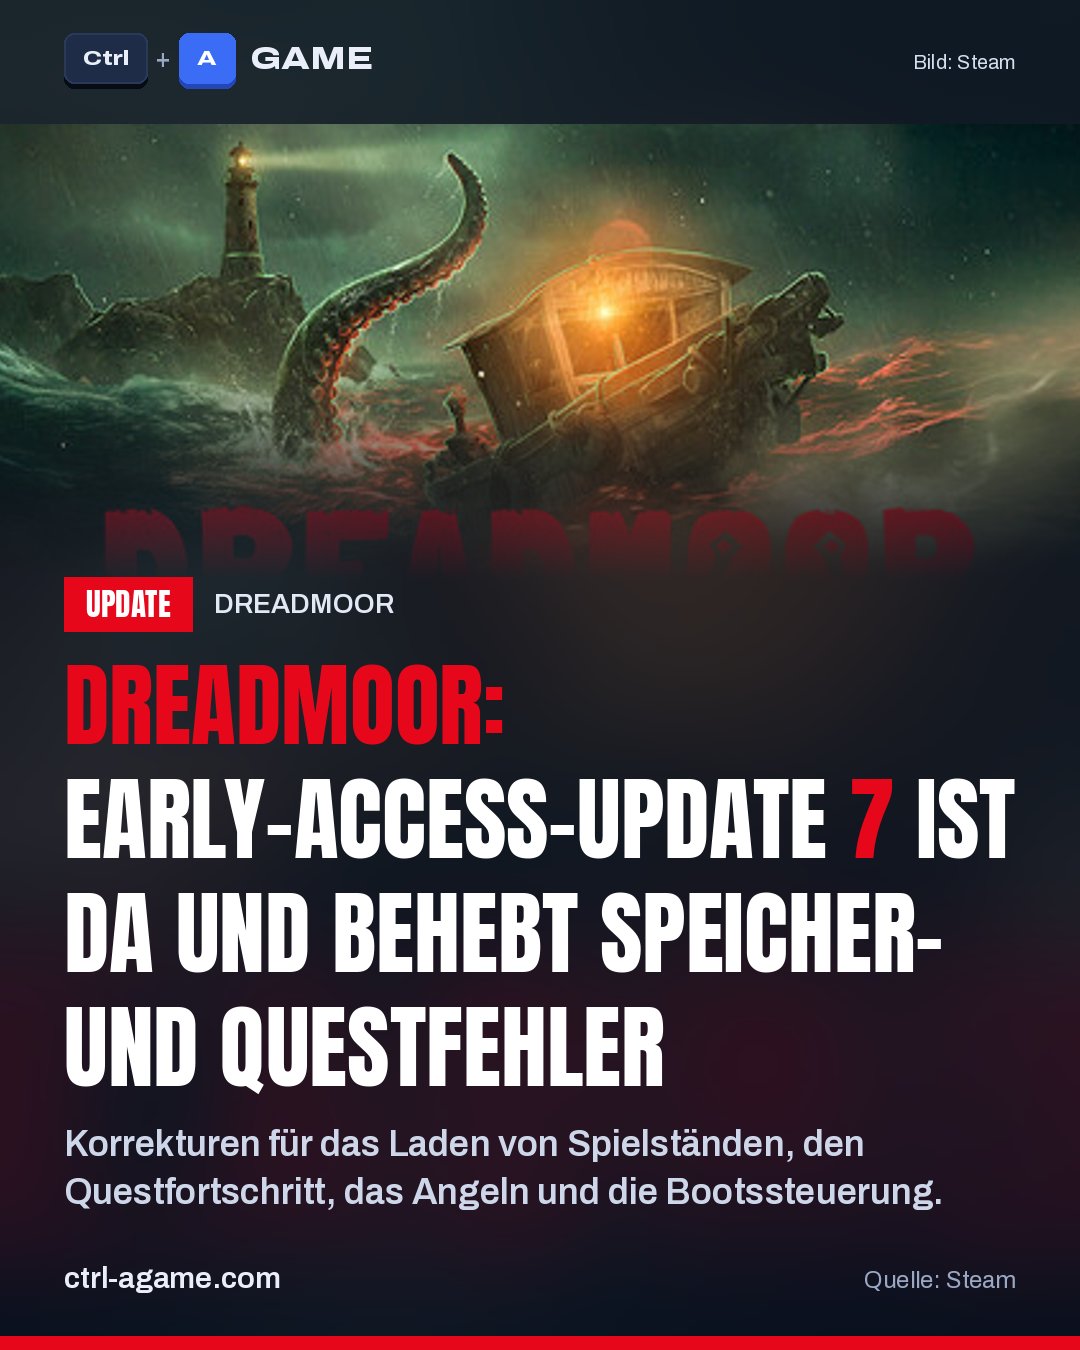 Ctrl + A GAME
Bild: Steam
DREADMOOR
UPDATE DREADMOOR
DREADMOOR:
EARLY-ACCESS-UPDATE 7 IST
DA UND BEHEBT SPEICHER-
UND QUESTFEHLER
Korrekturen für das Laden von Spielständen, den
Questfortschritt, das Angeln und die Bootssteuerung.
ctrl-agame.com
Quelle: Steam